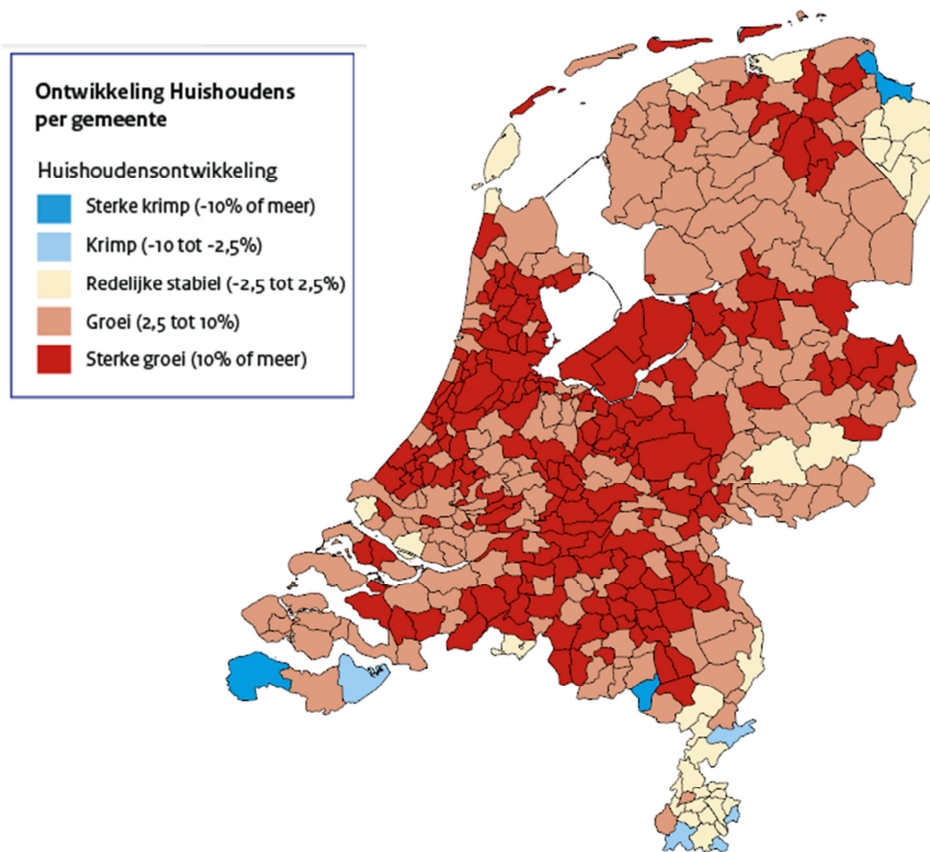 Ontwikkeling Huishoudens
per gemeente
Huishoudensontwikkeling
Sterke krimp (-10% of meer)
Krimp (-10 tot -2,5%)
Redelijke stabiel (-2,5 tot 2,5%)
Groei (2,5 tot 10%)
Sterke groei (10% of meer)